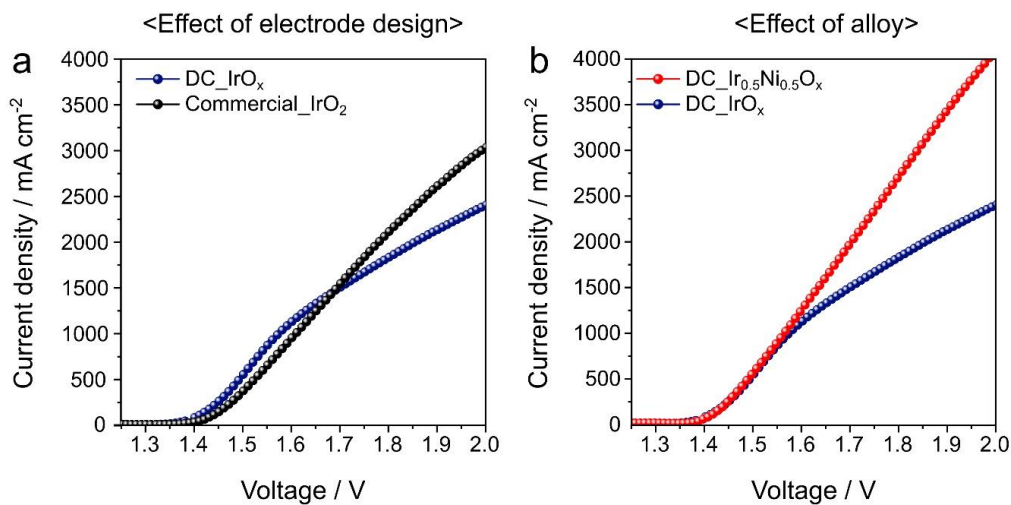 <Effect of electrode design>
a
DC_IrOₓ
Commercial_IrO₂
4000
3500
3000
2500
2000
1500
1000
500
0
1.3 1.4 1.5 1.6 1.7 1.8 1.9 2.0
Current density / mA cm⁻²
Voltage / V
<Effect of alloy>
b
DC_Ir₀.₅Ni₀.₅Oₓ
DC_IrOₓ
4000
3500
3000
2500
2000
1500
1000
500
0
1.3 1.4 1.5 1.6 1.7 1.8 1.9 2.0
Current density / mA cm⁻²
Voltage / V